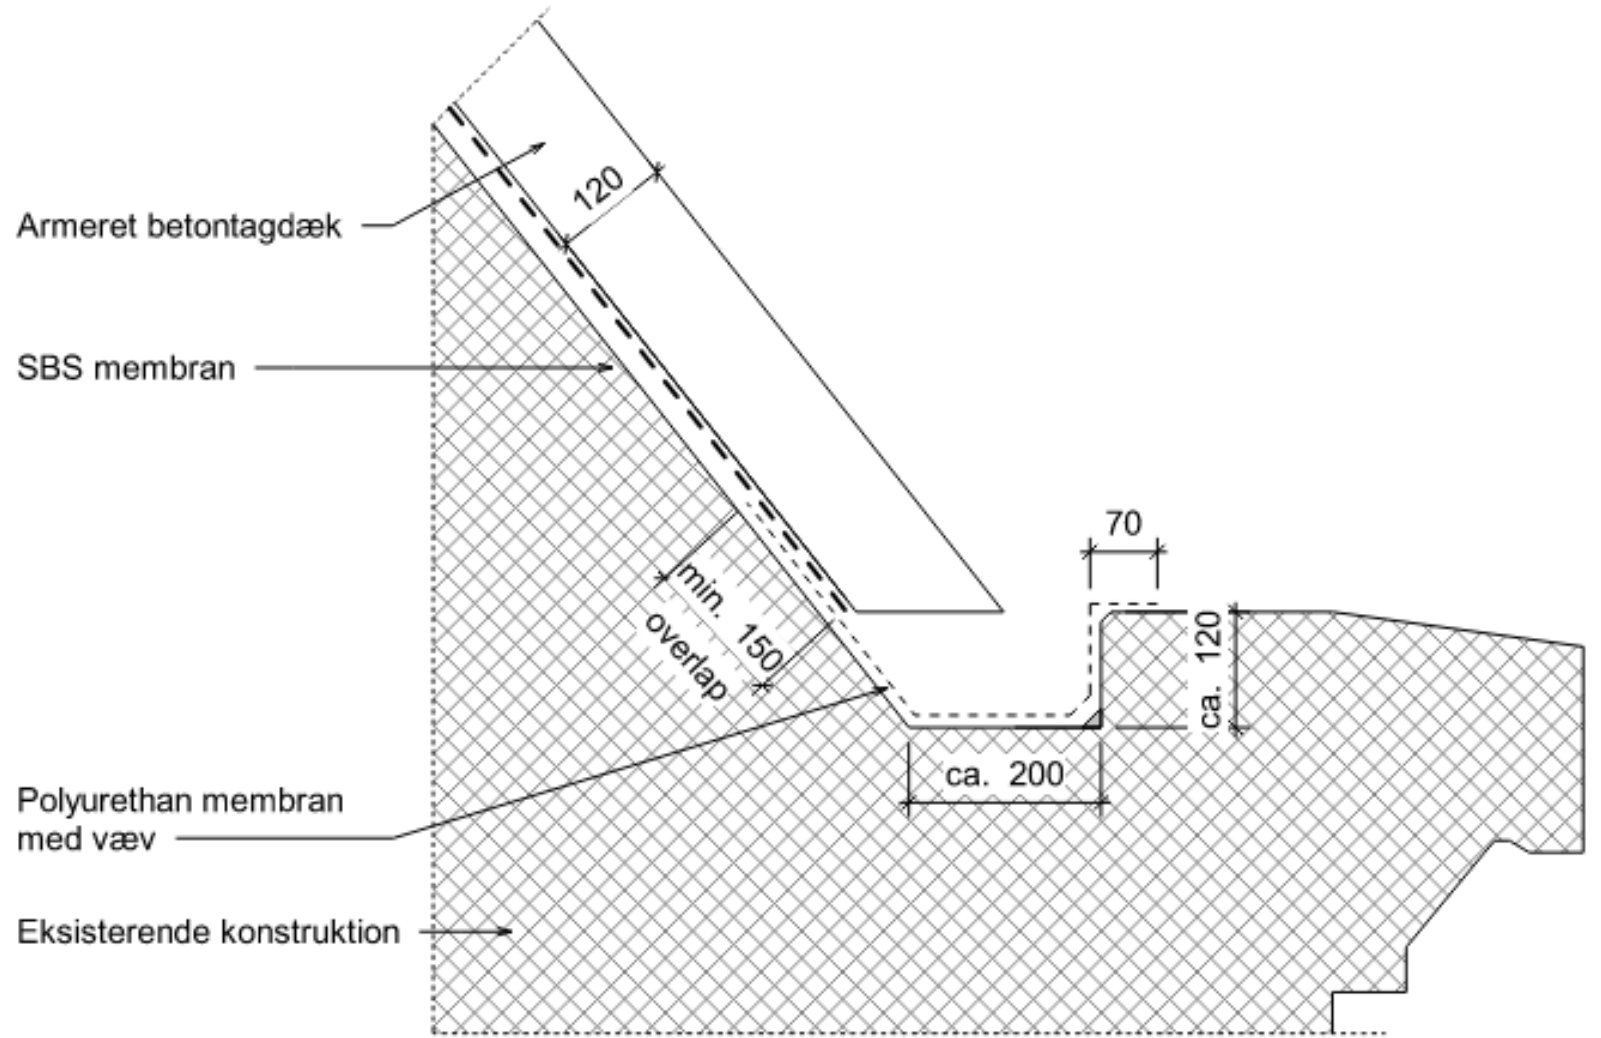 120
Armeret betontagdæk
SBS membran
70
min. 150
overlap
ca. 120
ca. 200
Polyurethan membran
med væv
Eksisterende konstruktion